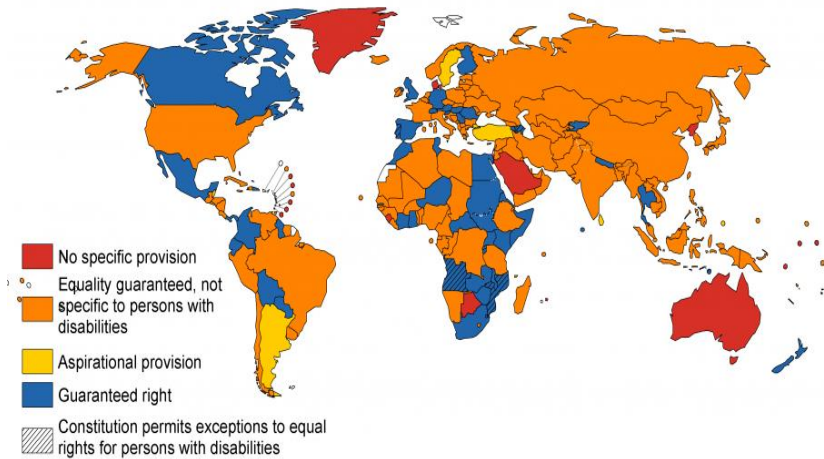 No specific provision
Equality guaranteed, not
specific to persons with
disabilities
Aspirational provision
Guaranteed right
Constitution permits exceptions to equal
rights for persons with disabilities